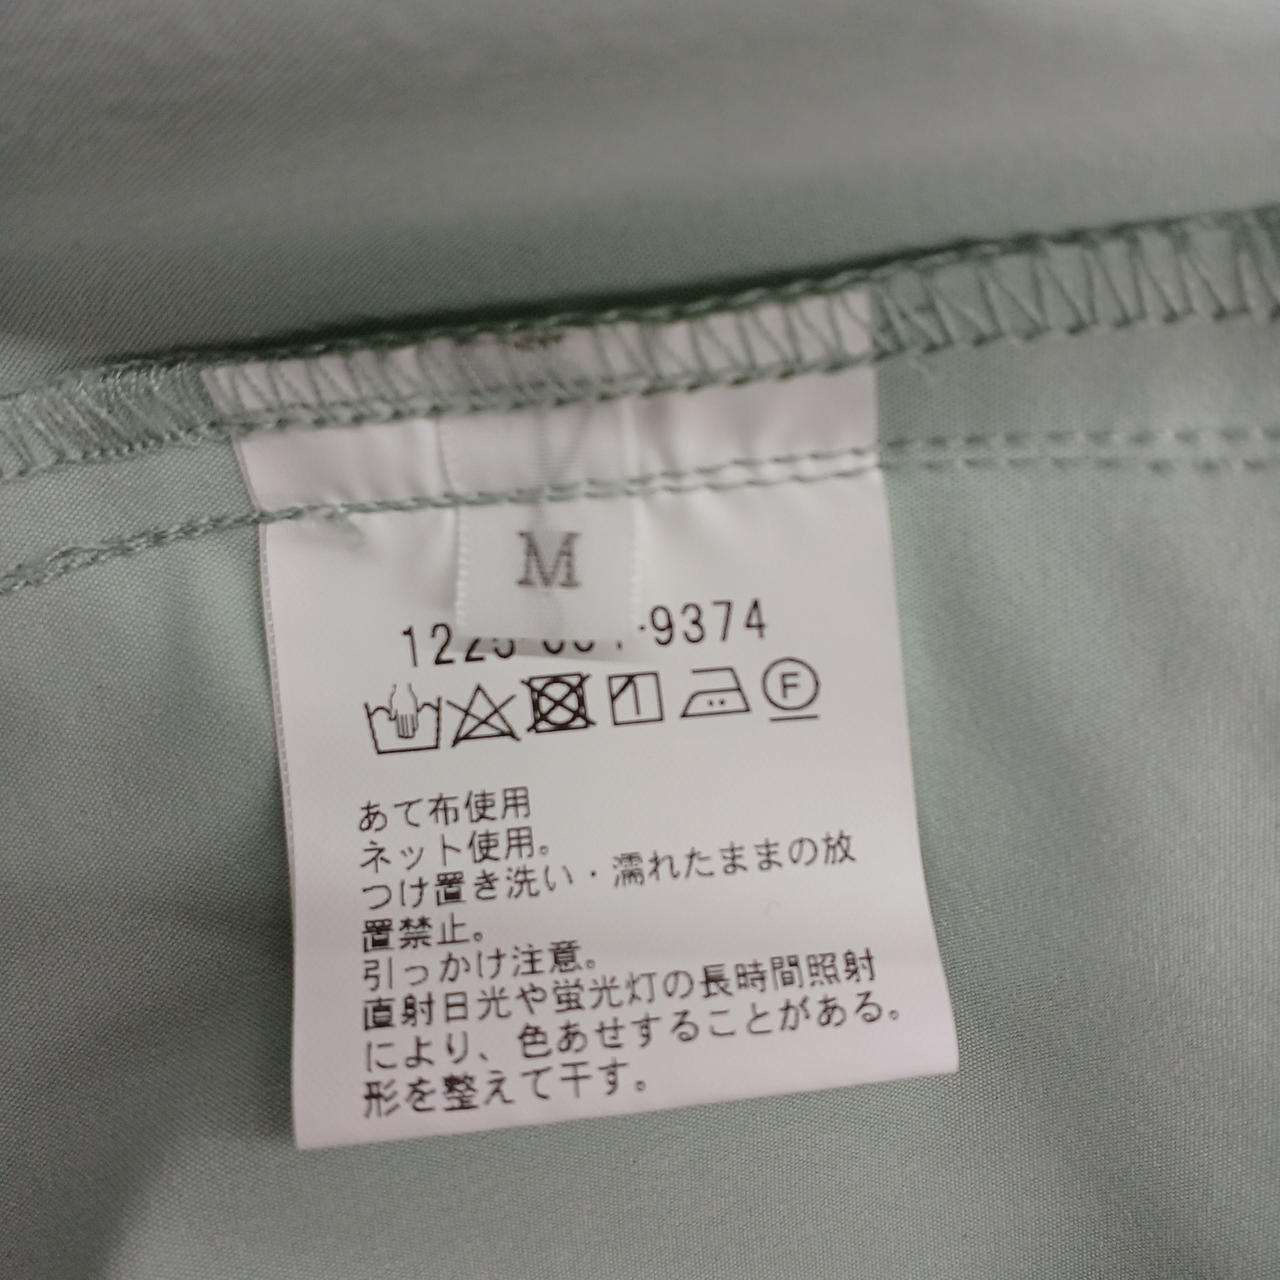 M
-9374
F
あて布使用
ネット使用。
つけ置き洗い・濡れたままの放
置禁止。
引っかけ注意。
直射日光や蛍光灯の長時間照射
により、色あせすることがある。
形を整えて干す。